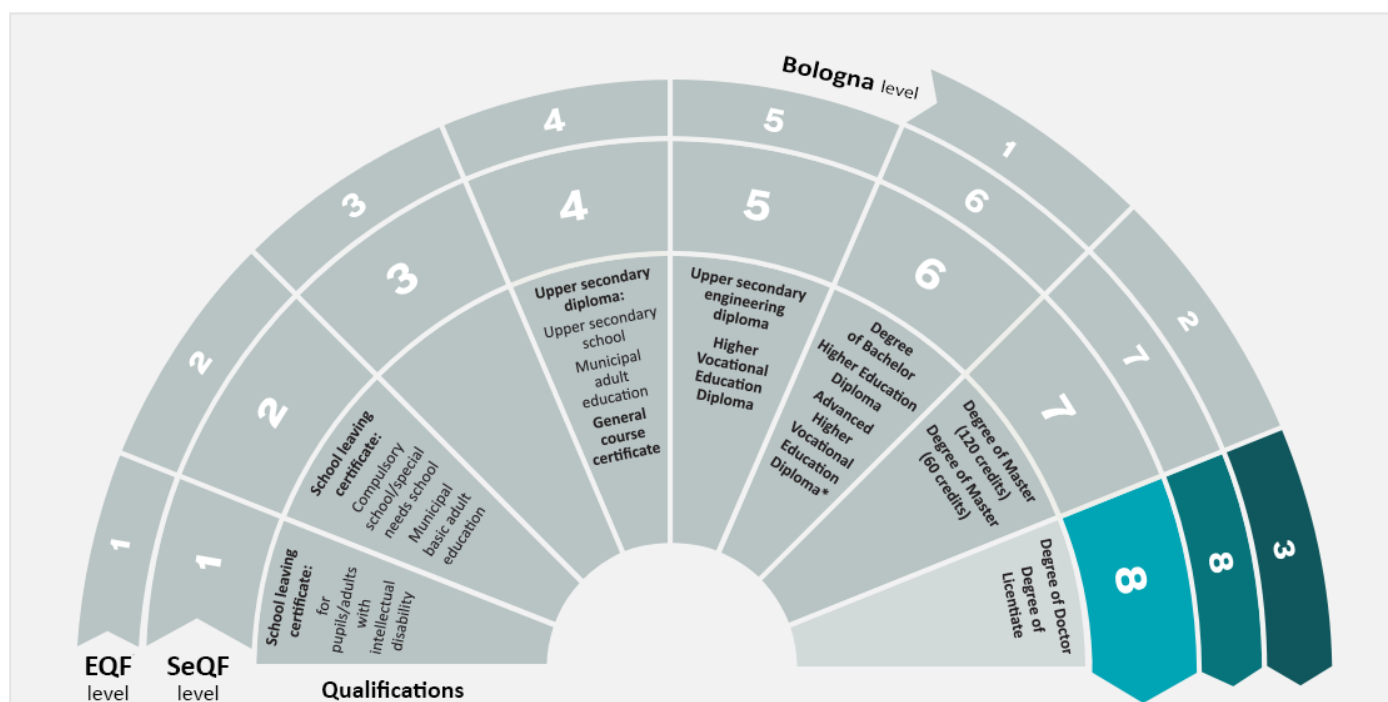 Bologna level
1
2
3
4
5
6
7
8
1
2
3
4
5
6
7
8
1
2
3
School leaving
certificate:
for
pupils/adults
with
intellectual
disability
School leaving
certificate:
Compulsory
school/special
needs school
Municipal
basic adult
education
Upper secondary
diploma:
Upper secondary
school
Municipal
adult
education
General
course
certificate
Upper secondary
engineering
diploma
Higher
Vocational
Education
Diploma
Degree
of Bachelor
Higher Education
Diploma
Advanced
Higher
Vocational
Education
Diploma*
Degree of Master
(120 credits)
Degree of Master
(60 credits)
Degree of Doctor
Degree of
Licentiate
EQF
level
SeQF
level
Qualifications